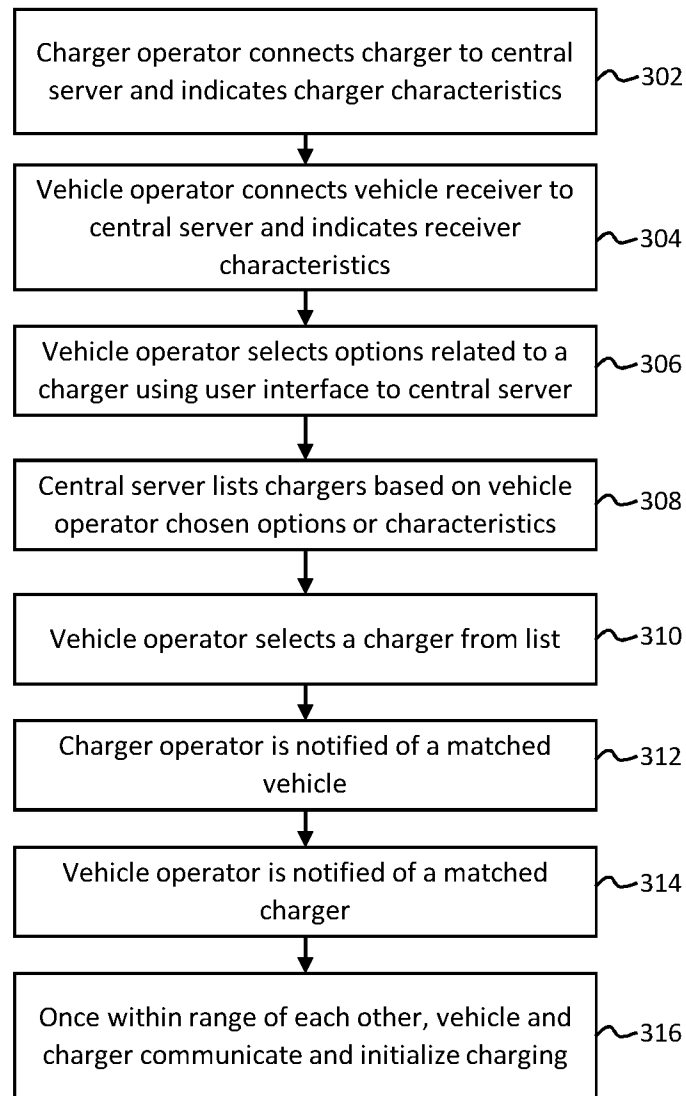 Charger operator connects charger to central
server and indicates charger characteristics
302
Vehicle operator connects vehicle receiver to
central server and indicates receiver
characteristics
304
Vehicle operator selects options related to a
charger using user interface to central server
306
Central server lists chargers based on vehicle
operator chosen options or characteristics
308
Vehicle operator selects a charger from list
310
Charger operator is notified of a matched
vehicle
312
Vehicle operator is notified of a matched
charger
314
Once within range of each other, vehicle and
charger communicate and initialize charging
316